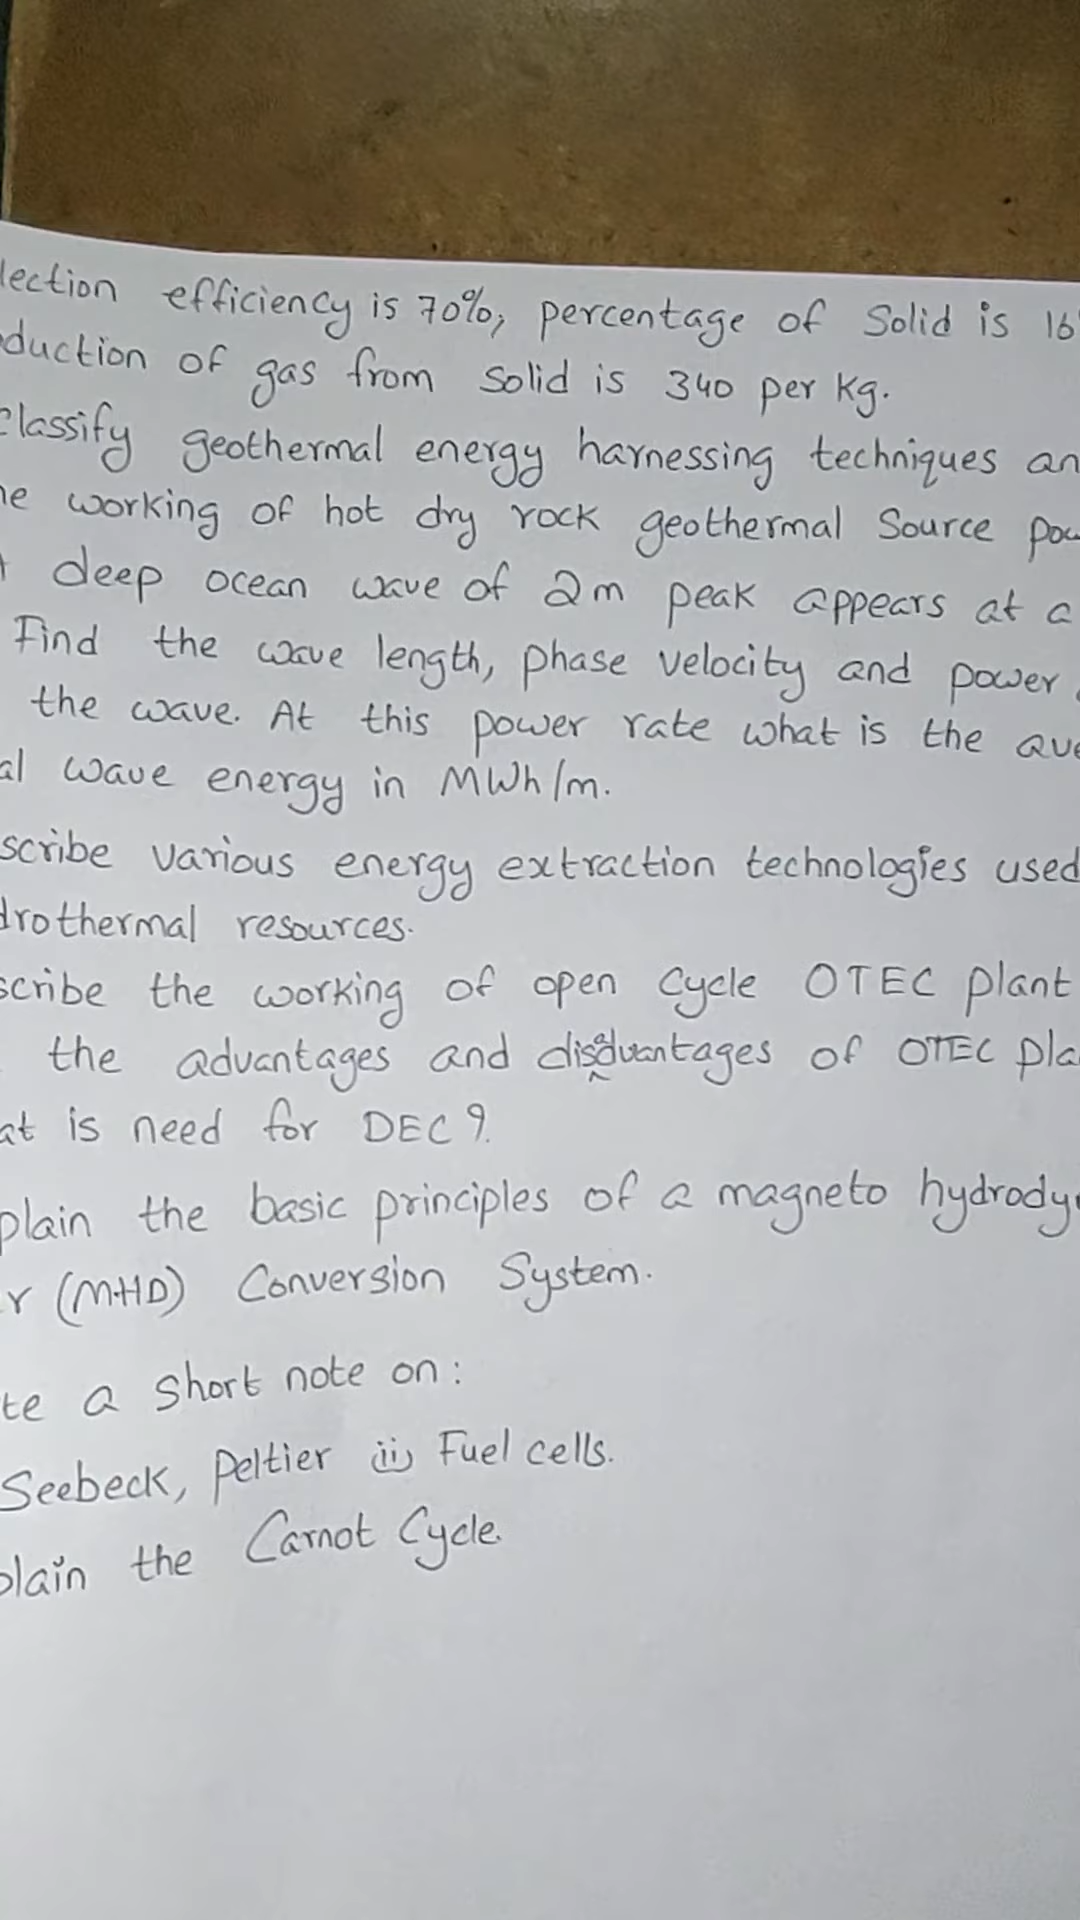 lection efficiency is 70%, percentage of Solid is 16
duction of gas from Solid is 340 per kg.
classify geothermal energy harnessing techniques an
he working of hot dry rock geothermal Source pow
deep ocean wave of 2m peak appears at a
Find the wave length, phase velocity and power
the wave. At this power rate what is the ave
al wave energy in MWh/m.
scribe various energy extraction technologies used
drothermal resources.
scribe the working of open cycle OTEC plant
the advantages and disadvantages of OTEC pla
at is need for DEC?
plain the basic principles of a magneto hydrody
r (MHD) Conversion System.
te a short note on:
Seebeck, Peltier ii) Fuel cells.
plain the Carnot Cycle.